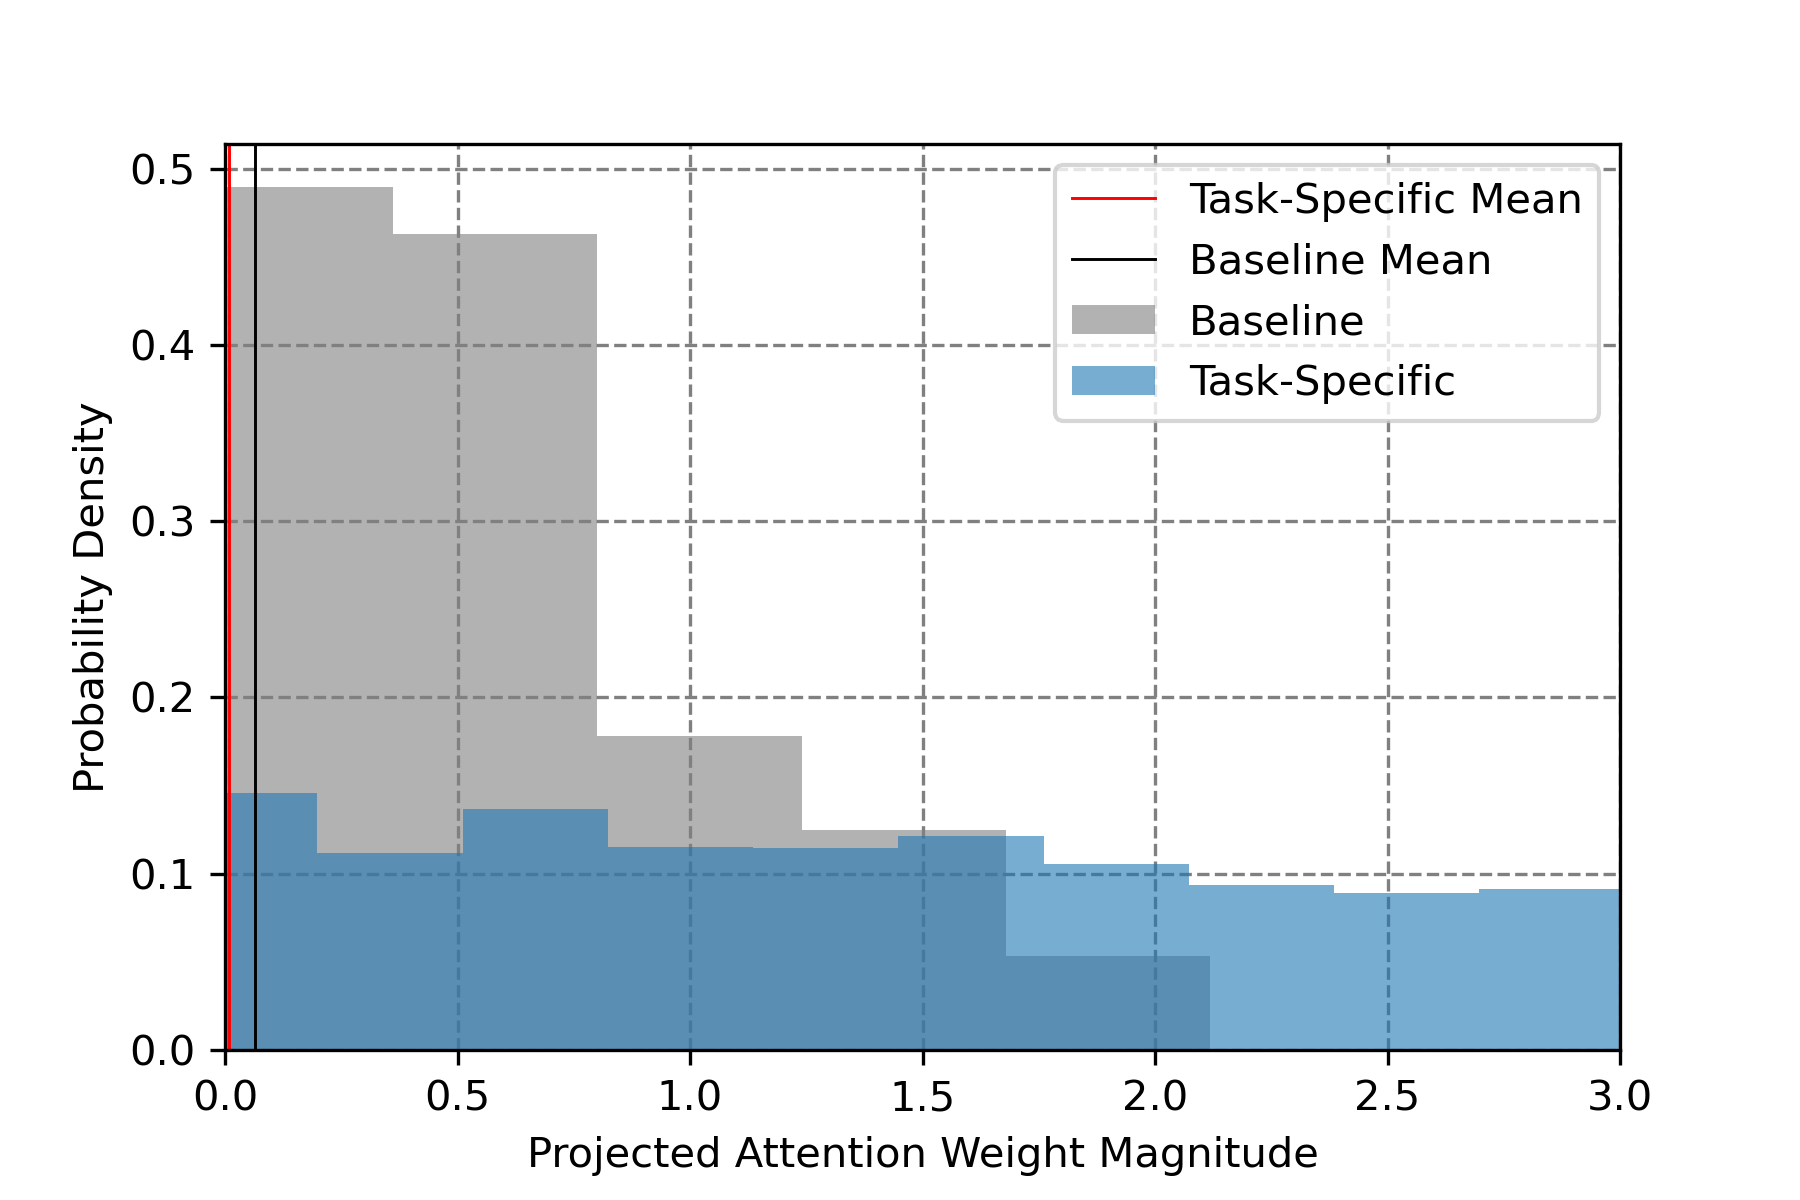 0.5
0.4
0.3
0.2
0.1
0.0
Probability Density
Task-Specific Mean
Baseline Mean
Baseline
Task-Specific
0.0 0.5 1.0 1.5 2.0 2.5 3.0
Projected Attention Weight Magnitude